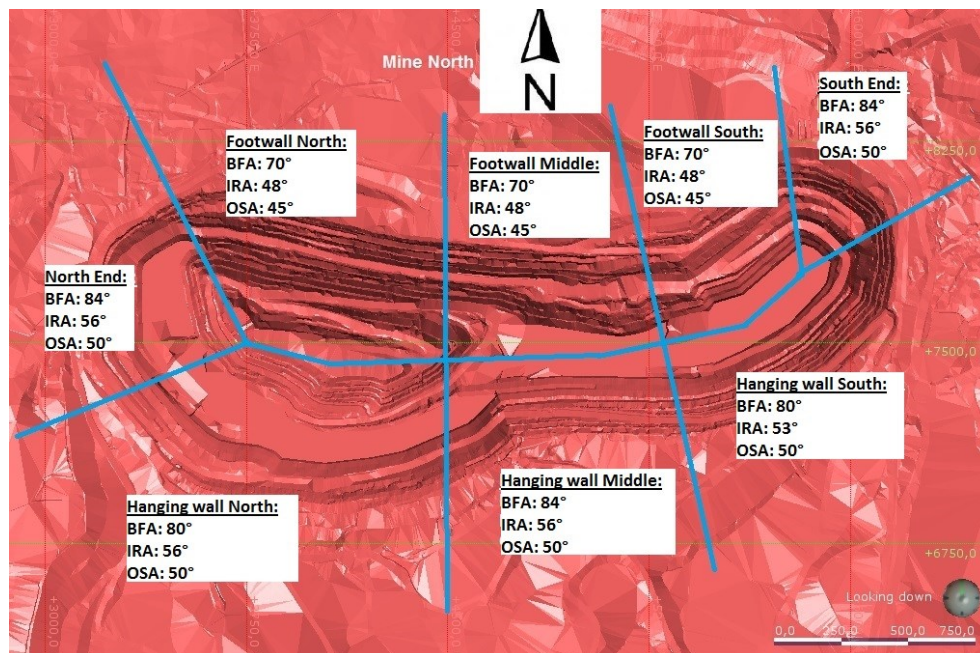 Mine North
N
South End:
BFA: 84°
IRA: 56°
OSA: 50°
Footwall North:
BFA: 70°
IRA: 48°
OSA: 45°
Footwall Middle:
BFA: 70°
IRA: 48°
OSA: 45°
Footwall South:
BFA: 70°
IRA: 48°
OSA: 45°
+8250,0
North End:
BFA: 84°
IRA: 56°
OSA: 50°
+7500,0
Hanging wall South:
BFA: 80°
IRA: 53°
OSA: 50°
Hanging wall Middle:
BFA: 84°
IRA: 56°
OSA: 50°
Hanging wall North:
BFA: 80°
IRA: 56°
OSA: 50°
+6750,0
+3000,0
Looking down
0,0 250,0 500,0 750,0